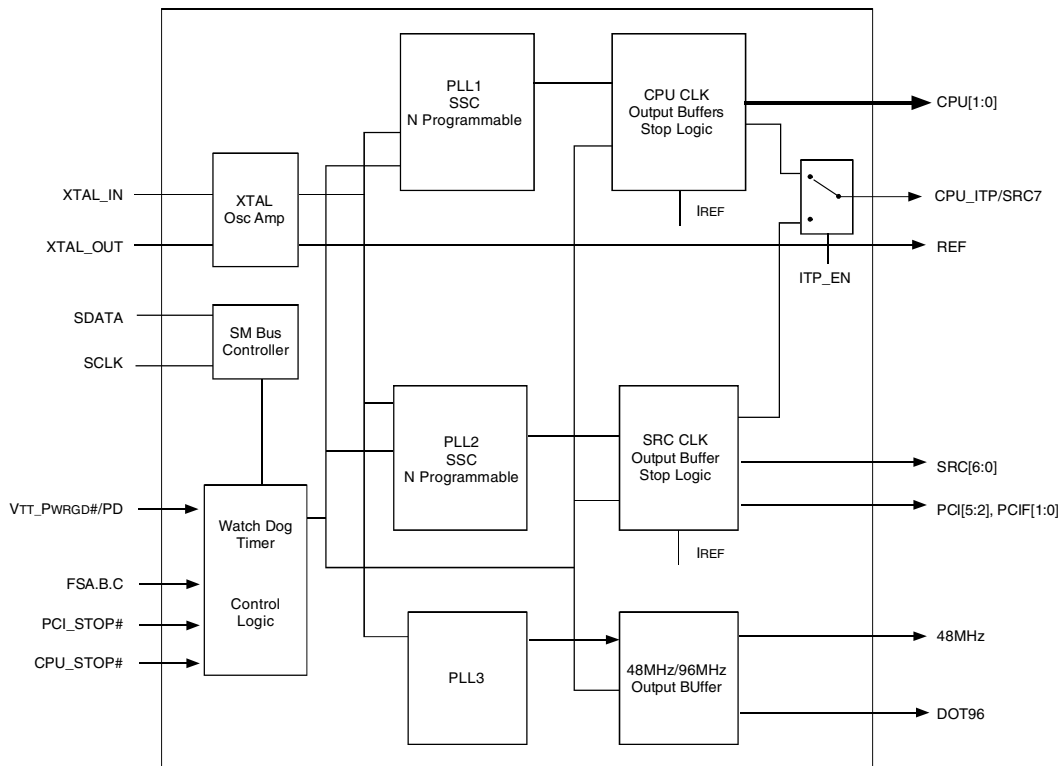 PLL1
SSC
N Programmable
CPU CLK
Output Buffers
Stop Logic
CPU[1:0]
XTAL_IN
XTAL
Osc Amp
IREF
CPU_ITP/SRC7
XTAL_OUT
REF
ITP_EN
SDATA
SM Bus
Controller
SCLK
PLL2
SSC
N Programmable
SRC CLK
Output Buffer
Stop Logic
SRC[6:0]
VTT_PWRGD#/PD
Watch Dog
Timer
PCI[5:2], PCIF[1:0]
IREF
FSA.B.C
Control
Logic
PCI_STOP#
CPU_STOP#
PLL3
48MHz/96MHz
Output BUffer
48MHz
DOT96